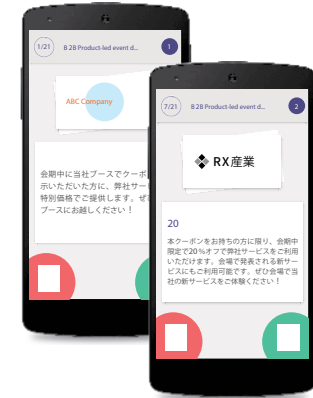 1/21
B 2B Product-led event d...
1
ABC Company
会期中に当社ブースでクーポ
示いただいた方に、弊社サー
特別価格でご提供します。ぜ
ブースにお越しください！
7/21
B 2B Product-led event d...
2
RX産業
20
本クーポンをお持ちの方に限り、会期中
限定で20％オフで弊社サービスをご利用
いただけます。会場で発表される新サー
ビスにもご利用可能です。ぜひ会場で当
社の新サービスをご体験ください！